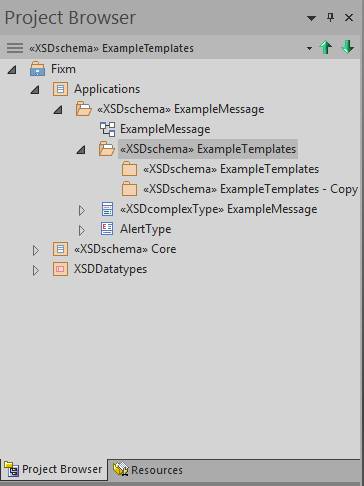 Project Browser
«XSDschema» ExampleTemplates
Fixm
Applications
«XSDschema» ExampleMessage
ExampleMessage
«XSDschema» ExampleTemplates
«XSDschema» ExampleTemplates
«XSDschema» ExampleTemplates - Copy
«XSDcomplexType» ExampleMessage
AlertType
«XSDschema» Core
XSDDatatypes
Project Browser Resources